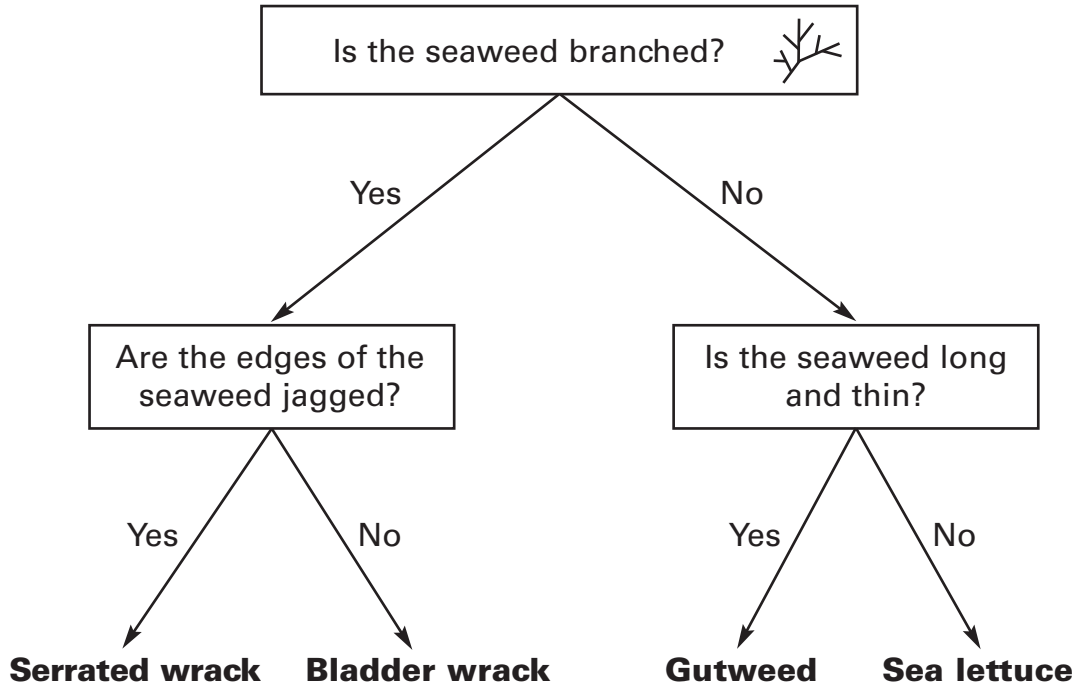 Is the seaweed branched?
Yes
No
Are the edges of the
seaweed jagged?
Is the seaweed long
and thin?
Yes
No
Yes
No
Serrated wrack
Bladder wrack
Gutweed
Sea lettuce